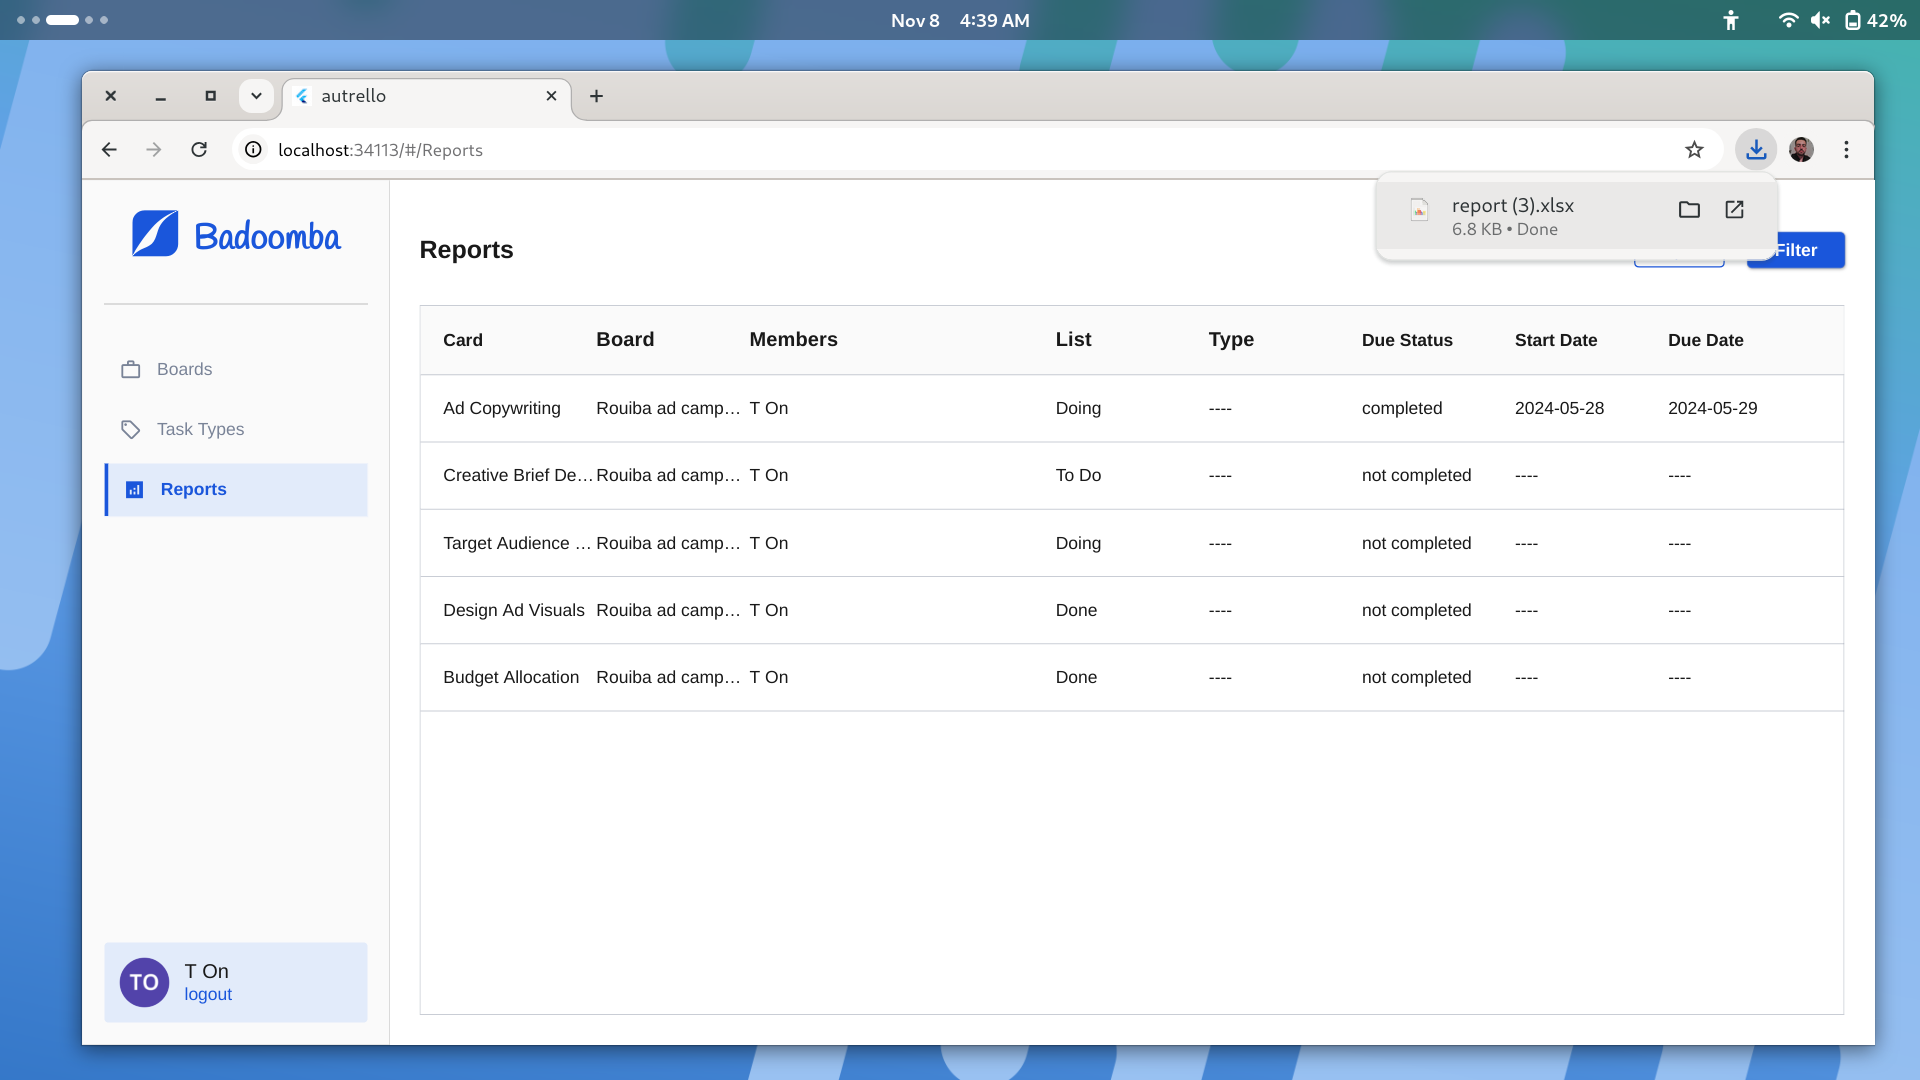 Nov 8 4:39 AM
42%
autrello
localhost:34113/#/Reports
report (3).xlsx
6.8 KB • Done
Badoomba
Reports
Filter
Boards
Task Types
Reports
Card Board Members List Type Due Status Start Date Due Date
Ad Copywriting Rouiba ad camp… T On Doing ---- completed 2024-05-28 2024-05-29
Creative Brief De… Rouiba ad camp… T On To Do ---- not completed ---- ----
Target Audience … Rouiba ad camp… T On Doing ---- not completed ---- ----
Design Ad Visuals Rouiba ad camp… T On Done ---- not completed ---- ----
Budget Allocation Rouiba ad camp… T On Done ---- not completed ---- ----
TO
T On
logout